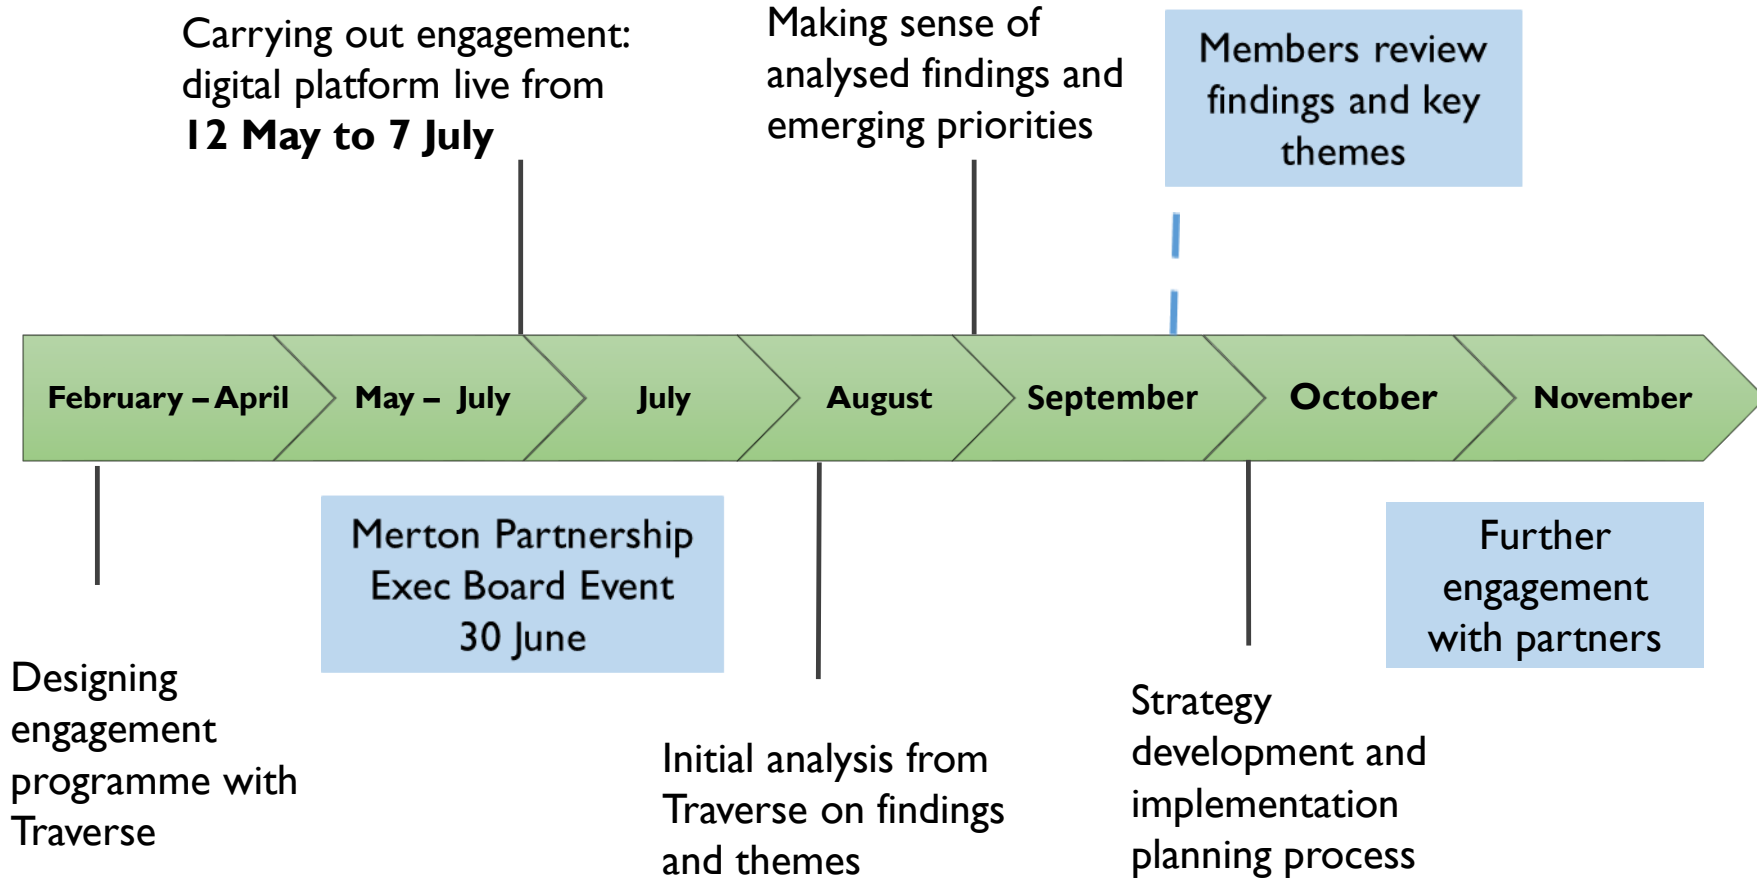 Carrying out engagement:
digital platform live from
12 May to 7 July
Making sense of
analysed findings and
emerging priorities
Members review
findings and key
themes
February – April
May – July
July
August
September
October
November
Merton Partnership
Exec Board Event
30 June
Further
engagement
with partners
Designing
engagement
programme with
Traverse
Initial analysis from
Traverse on findings
and themes
Strategy
development and
implementation
planning process